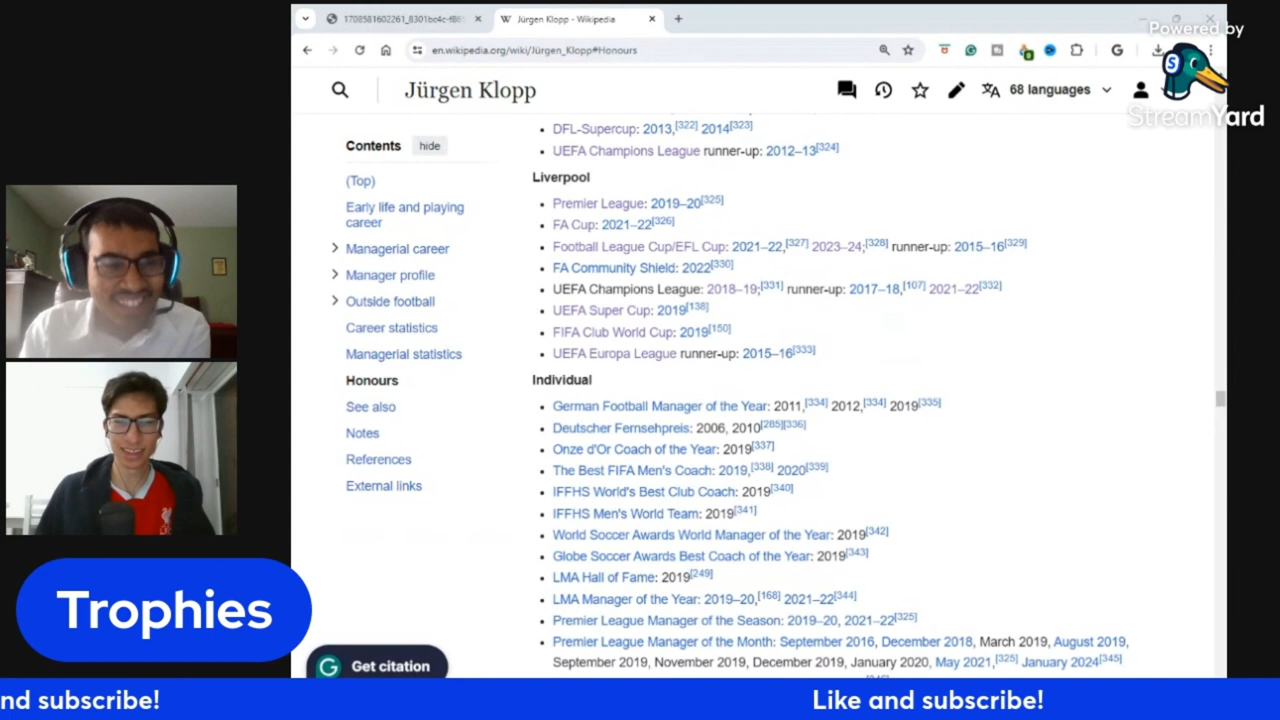 1708581602261_8301bc4c-f86
Jürgen Klopp - Wikipedia
en.wikipedia.org/wiki/Jürgen_Klopp#Honours
Powered by
StreamYard
Jürgen Klopp
68 languages
Contents
hide
(Top)
Early life and playing
career
Managerial career
Manager profile
Outside football
Career statistics
Managerial statistics
Honours
See also
Notes
References
External links
DFL-Supercup: 2013,[322] 2014[323]
UEFA Champions League runner-up: 2012–13[324]
Liverpool
Premier League: 2019–20[325]
FA Cup: 2021–22[326]
Football League Cup/EFL Cup: 2021–22,[327] 2023–24;[328] runner-up: 2015–16[329]
FA Community Shield: 2022[330]
UEFA Champions League: 2018–19;[331] runner-up: 2017–18,[107] 2021–22[332]
UEFA Super Cup: 2019[138]
FIFA Club World Cup: 2019[150]
UEFA Europa League runner-up: 2015–16[333]
Individual
German Football Manager of the Year: 2011,[334] 2012,[334] 2019[335]
Deutscher Fernsehpreis: 2006, 2010[285][336]
Onze d'Or Coach of the Year: 2019[337]
The Best FIFA Men's Coach: 2019,[338] 2020[339]
IFFHS World's Best Club Coach: 2019[340]
IFFHS Men's World Team: 2019[341]
World Soccer Awards World Manager of the Year: 2019[342]
Globe Soccer Awards Best Coach of the Year: 2019[343]
LMA Hall of Fame: 2019[249]
LMA Manager of the Year: 2019–20,[168] 2021–22[344]
Premier League Manager of the Season: 2019–20, 2021–22[325]
Premier League Manager of the Month: September 2016, December 2018, March 2019, August 2019,
September 2019, November 2019, December 2019, January 2020, May 2021,[325] January 2024[345]
Trophies
Get citation
nd subscribe!
Like and subscribe!